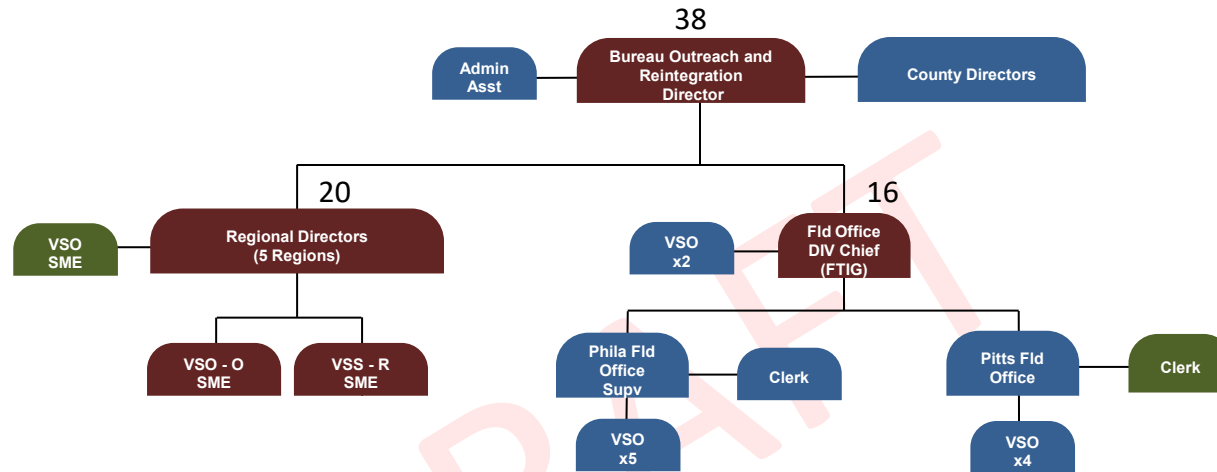 38
Bureau Outreach and
Reintegration
Director
Admin
Asst
County Directors
20
16
VSO
SME
Regional Directors
(5 Regions)
VSO
x2
Fld Office
DIV Chief
(FTIG)
VSO - O
SME
VSS - R
SME
Phila Fld
Office
Supv
Clerk
Pitts Fld
Office
Clerk
VSO
x5
VSO
x4
DRAFT